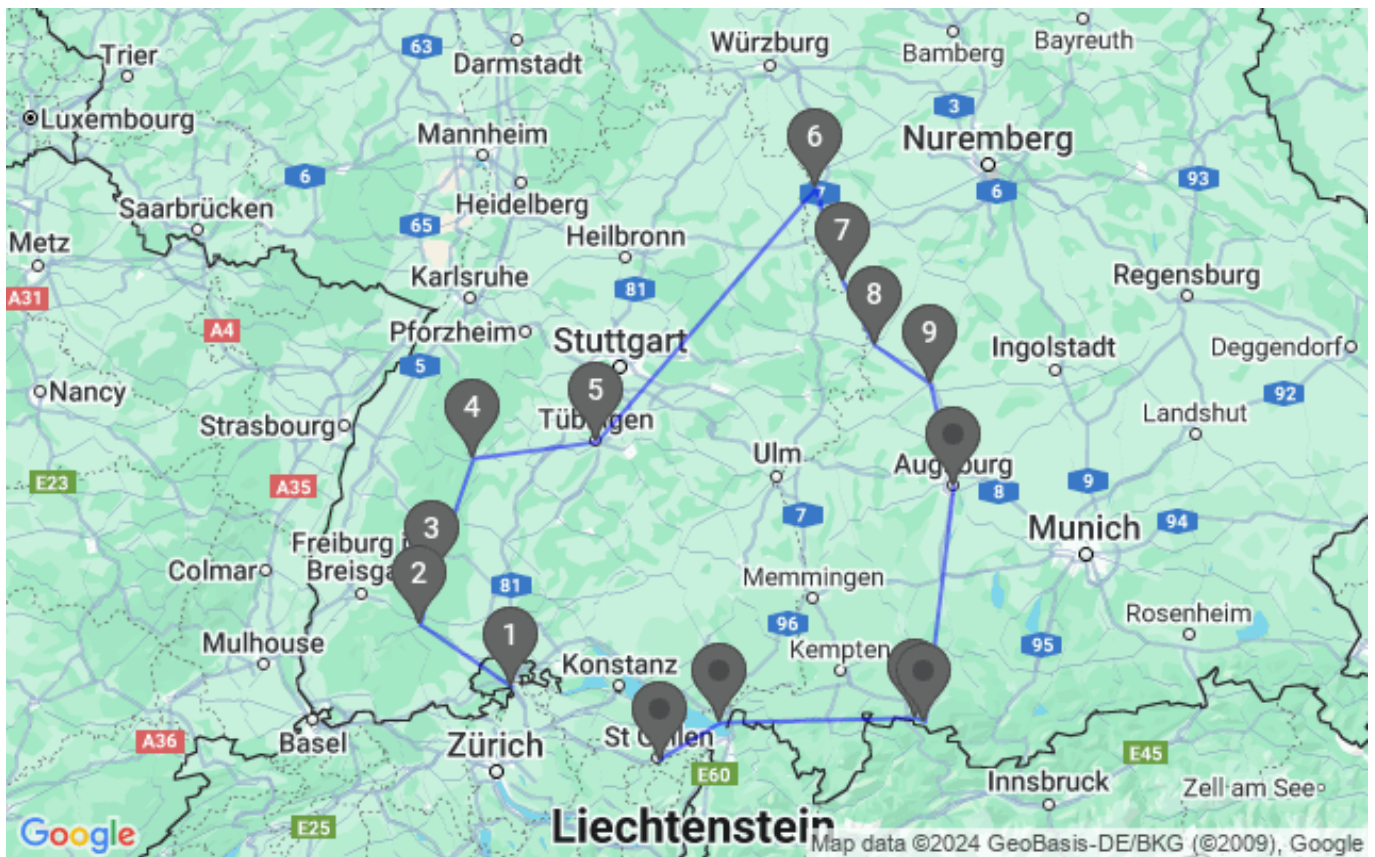 Trier
63
Darmstadt
Würzburg
Bamberg
Bayreuth
Luxembourg
Mannheim
6
3
Nuremberg
6
7
6
93
Saarbrücken
Heidelberg
65
Metz
Heilbronn
7
Karlsruhe
81
Regensburg
A31
8
A4
Pforzheim
9
Stuttgart
Ingolstadt
Deggendorf
5
Nancy
5
92
4
Landshut
Strasbourg
Tübingen
Ulm
Augsburg
E23
A35
9
8
7
94
3
Munich
Freiburg i
Breisga
Colmar
2
81
Memmingen
96
Rosenheim
1
95
Mulhouse
Konstanz
Kempten
Basel
A36
Zürich
St Gallen
E45
E60
Innsbruck
Zell am See
Liechtenstein
Google
E25
Map data ©2024 GeoBasis-DE/BKG (©2009), Google